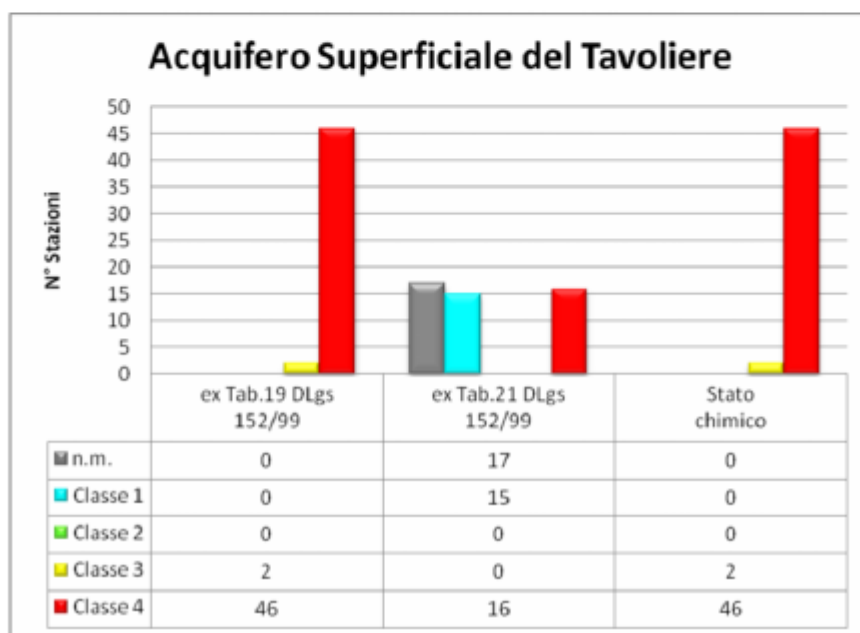 Acquifero Superficiale del Tavoliere
N° Stazioni
50
45
40
35
30
25
20
15
10
5
0
ex Tab.19 DLgs 152/99 ex Tab.21 DLgs 152/99 Stato chimico
n.m. 0 17 0
Classe 1 0 15 0
Classe 2 0 0 0
Classe 3 2 0 2
Classe 4 46 16 46